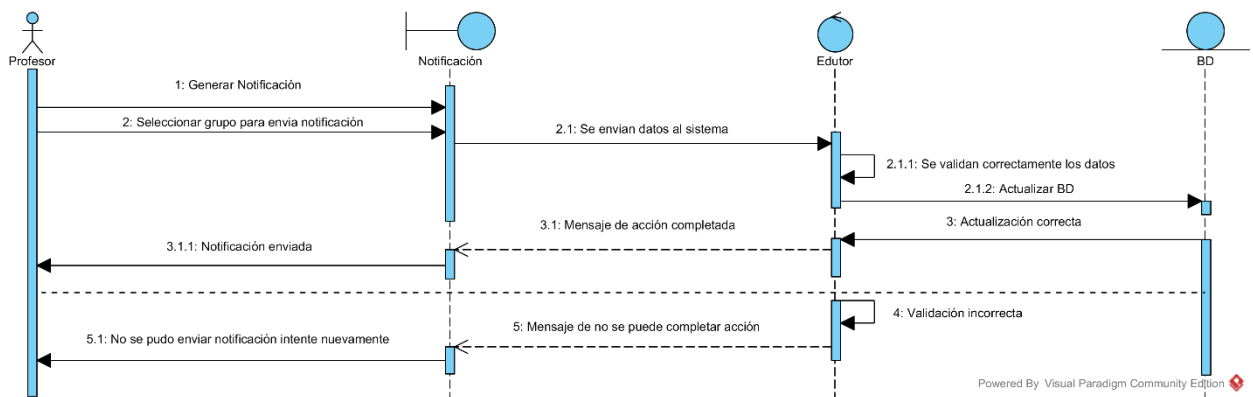 Profesor
Notificación
Edutor
BD
1: Generar Notificación
2: Seleccionar grupo para envia notificación
2.1: Se envian datos al sistema
2.1.1: Se validan correctamente los datos
2.1.2: Actualizar BD
3: Actualización correcta
3.1: Mensaje de acción completada
3.1.1: Notificación enviada
4: Validación incorrecta
5: Mensaje de no se puede completar acción
5.1: No se pudo enviar notificación intente nuevamente
Powered By Visual Paradigm Community Edition